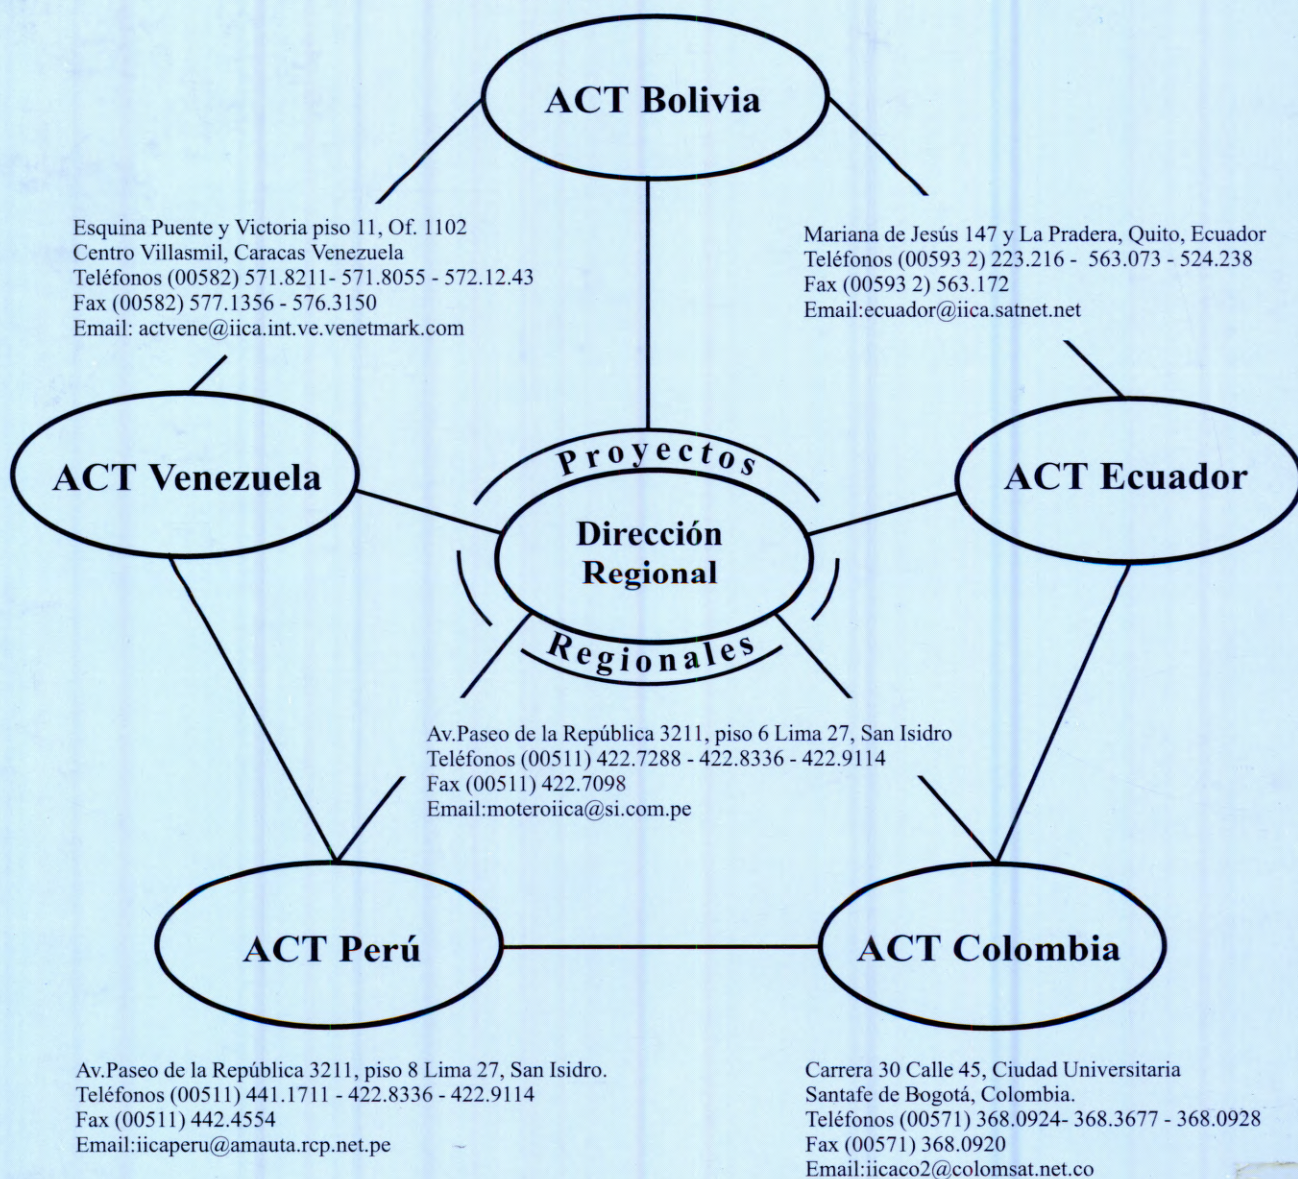 ACT Bolivia
Esquina Puente y Victoria piso 11, Of. 1102
Centro Villasmil, Caracas Venezuela
Teléfonos (00582) 571.8211- 571.8055 - 572.12.43
Fax (00582) 577.1356 - 576.3150
Email: actvene@iica.int.ve.venetmark.com
Mariana de Jesús 147 y La Pradera, Quito, Ecuador
Teléfonos (00593 2) 223.216 - 563.073 - 524.238
Fax (00593 2) 563.172
Email:ecuador@iica.satnet.net
ACT Venezuela
Proyectos
Dirección
Regional
Regionales
ACT Ecuador
Av.Paseo de la República 3211, piso 6 Lima 27, San Isidro
Teléfonos (00511) 422.7288 - 422.8336 - 422.9114
Fax (00511) 422.7098
Email:moteroiica@si.com.pe
ACT Perú
ACT Colombia
Av.Paseo de la República 3211, piso 8 Lima 27, San Isidro.
Teléfonos (00511) 441.1711 - 422.8336 - 422.9114
Fax (00511) 442.4554
Email:iicaperu@amauta.rcp.net.pe
Carrera 30 Calle 45, Ciudad Universitaria
Santafe de Bogotá, Colombia.
Teléfonos (00571) 368.0924- 368.3677 - 368.0928
Fax (00571) 368.0920
Email:iicaco2@colomsat.net.co